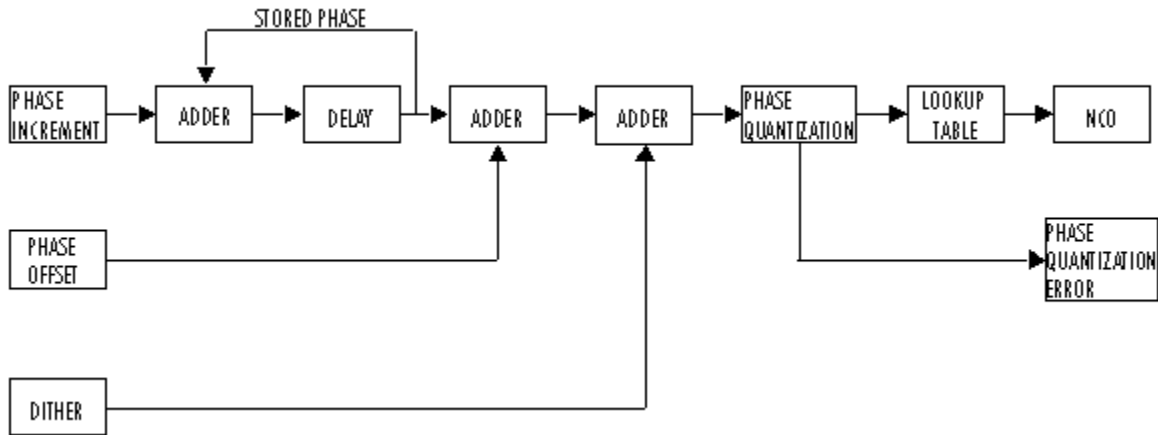 STORED PHASE
PHASE
INCREMENT
ADDER
DELAY
ADDER
ADDER
PHASE
QUANTIZATION
LOOKUP
TABLE
NCO
PHASE
OFFSET
PHASE
QUANTIZATION
ERROR
DITHER